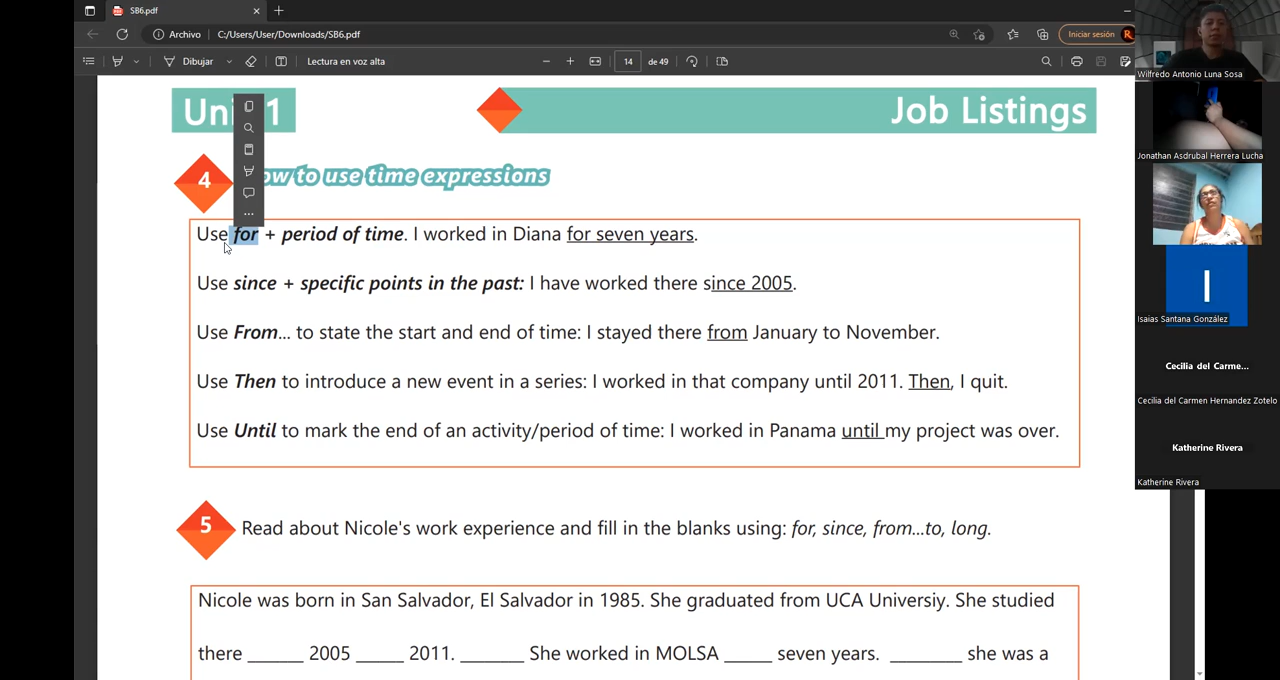 SB6.pdf
Archivo
C:/Users/User/Downloads/SB6.pdf
Iniciar sesión
R
Dibujar
Lectura en voz alta
14
de 49
Uni 1
Job Listings
4
ow to use time expressions
Use for + period of time. I worked in Diana for seven years.
Use since + specific points in the past: I have worked there since 2005.
Use From... to state the start and end of time: I stayed there from January to November.
Use Then to introduce a new event in a series: I worked in that company until 2011. Then, I quit.
Use Until to mark the end of an activity/period of time: I worked in Panama until my project was over.
5
Read about Nicole's work experience and fill in the blanks using: for, since, from...to, long.
Nicole was born in San Salvador, El Salvador in 1985. She graduated from UCA Universiy. She studied
there ______ 2005 _____ 2011. _______ She worked in MOLSA _____ seven years. ________ she was a
Wilfredo Antonio Luna Sosa
Jonathan Asdrubal Herrera Lucha
I
Isaias Santana González
Cecilia del Carme...
Cecilia del Carmen Hernandez Zotelo
Katherine Rivera
Katherine Rivera